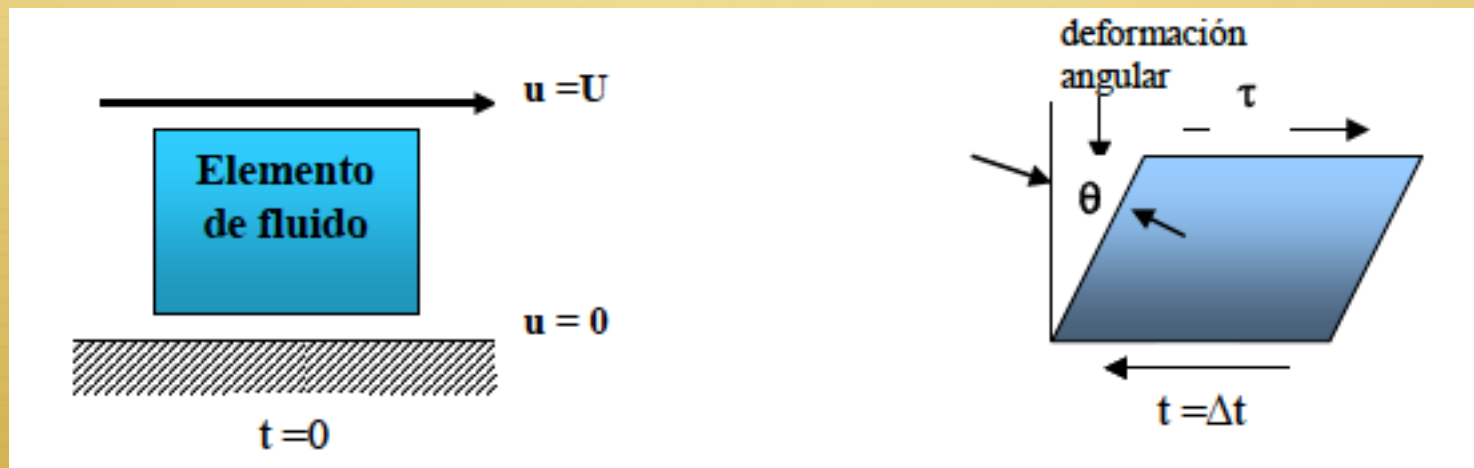 u =U
Elemento
de fluido
u = 0
t =0
deformación
angular
τ
θ
t =Δt